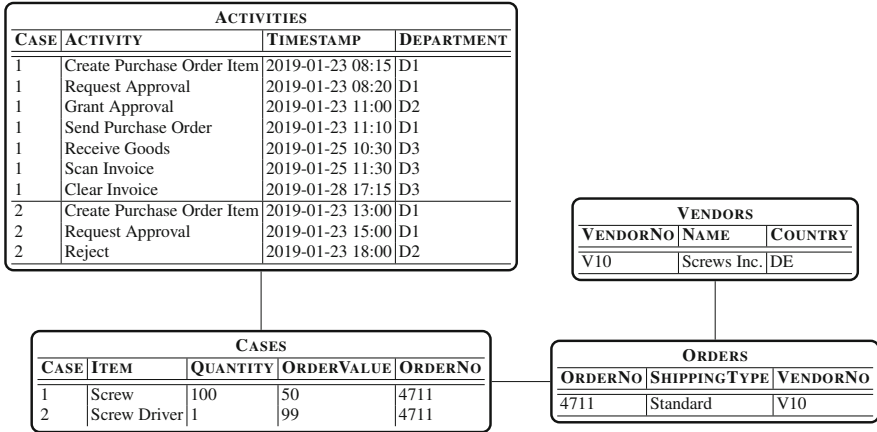 ACTIVITIES
CASE ACTIVITY TIMESTAMP DEPARTMENT
1 Create Purchase Order Item 2019-01-23 08:15 D1
1 Request Approval 2019-01-23 08:20 D1
1 Grant Approval 2019-01-23 11:00 D2
1 Send Purchase Order 2019-01-23 11:10 D1
1 Receive Goods 2019-01-25 10:30 D3
1 Scan Invoice 2019-01-25 11:30 D3
1 Clear Invoice 2019-01-28 17:15 D3
2 Create Purchase Order Item 2019-01-23 13:00 D1
2 Request Approval 2019-01-23 15:00 D1
2 Reject 2019-01-23 18:00 D2
VENDORS
VENDORNO NAME COUNTRY
V10 Screws Inc. DE
CASES
CASE ITEM QUANTITY ORDERVALUE ORDERNO
1 Screw 100 50 4711
2 Screw Driver 1 99 4711
ORDERS
ORDERNO SHIPPINGTYPE VENDORNO
4711 Standard V10